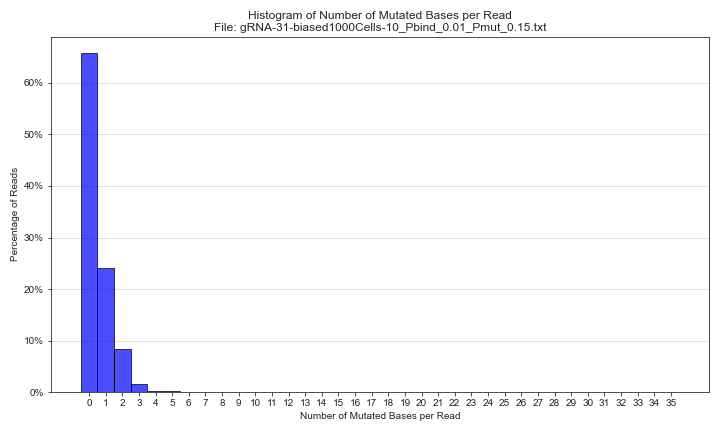 Histogram of Number of Mutated Bases per Read
File: gRNA-31-biased1000Cells-10_Pbind_0.01_Pmut_0.15.txt
Percentage of Reads
60%
50%
40%
30%
20%
10%
0%
0 1 2 3 4 5 6 7 8 9 10 11 12 13 14 15 16 17 18 19 20 21 22 23 24 25 26 27 28 29 30 31 32 33 34 35
Number of Mutated Bases per Read